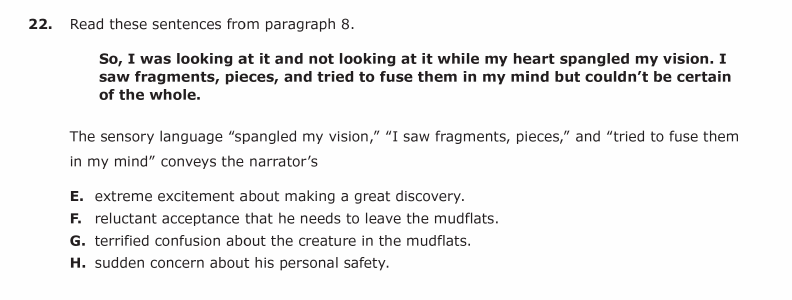 22. Read these sentences from paragraph 8.
So, I was looking at it and not looking at it while my heart spangled my vision. I
saw fragments, pieces, and tried to fuse them in my mind but couldn’t be certain
of the whole.
The sensory language “spangled my vision,” “I saw fragments, pieces,” and “tried to fuse them
in my mind” conveys the narrator’s
E. extreme excitement about making a great discovery.
F. reluctant acceptance that he needs to leave the mudflats.
G. terrified confusion about the creature in the mudflats.
H. sudden concern about his personal safety.